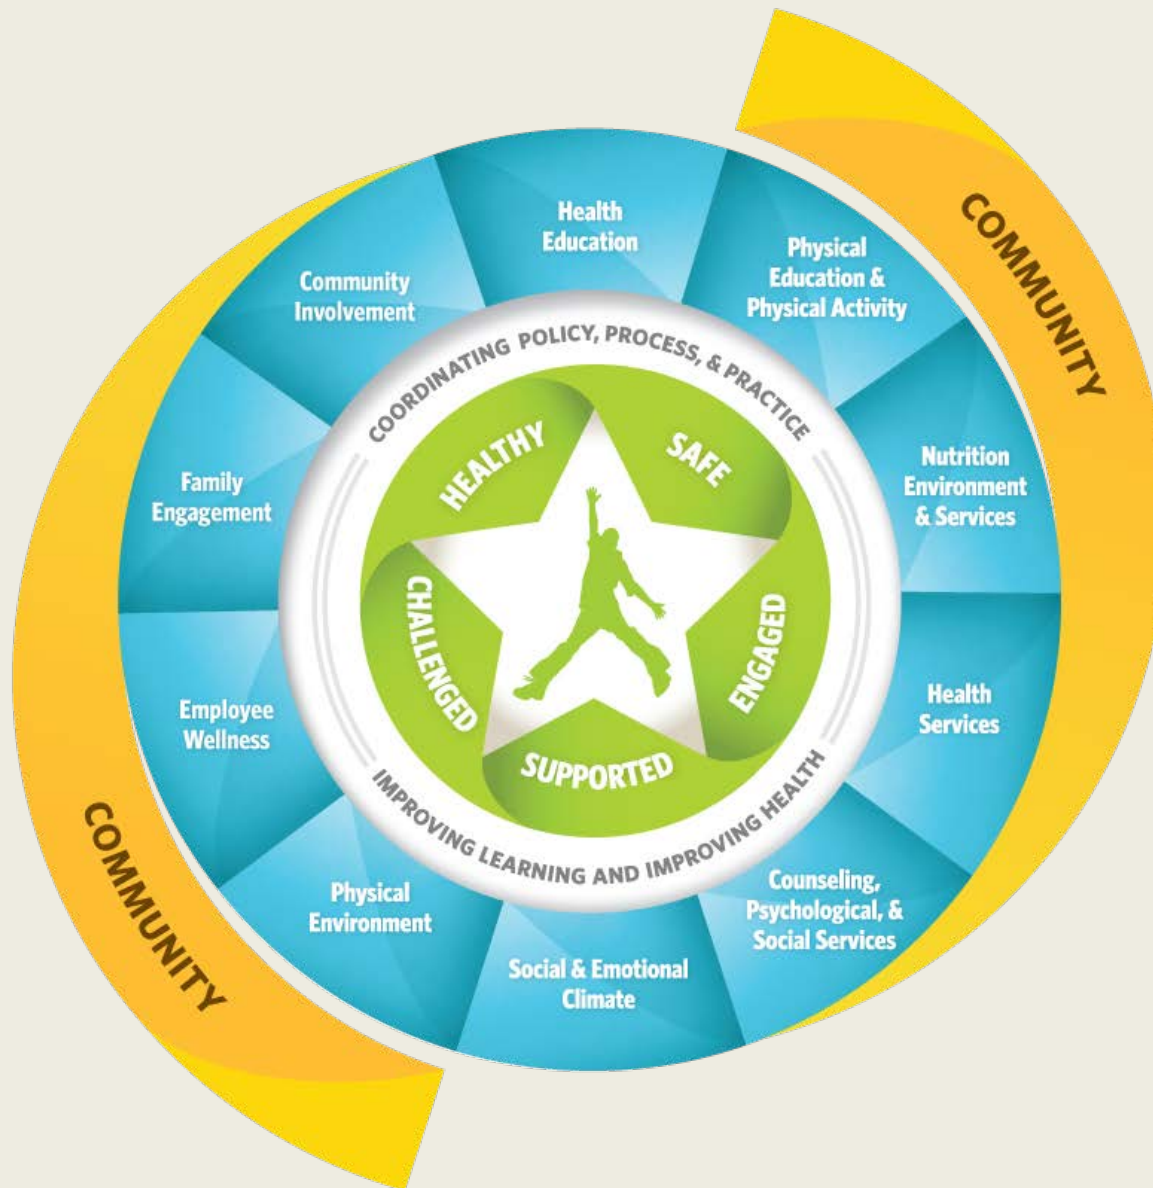 COMMUNITY
Health
Education
Physical
Education &
Physical Activity
Nutrition
Environment
& Services
Health
Services
Counseling,
Psychological, &
Social Services
Social & Emotional
Climate
Physical
Environment
Employee
Wellness
Family
Engagement
Community
Involvement
COORDINATING POLICY, PROCESS, & PRACTICE
IMPROVING LEARNING AND IMPROVING HEALTH
HEALTHY
SAFE
ENGAGED
SUPPORTED
CHALLENGED
COMMUNITY